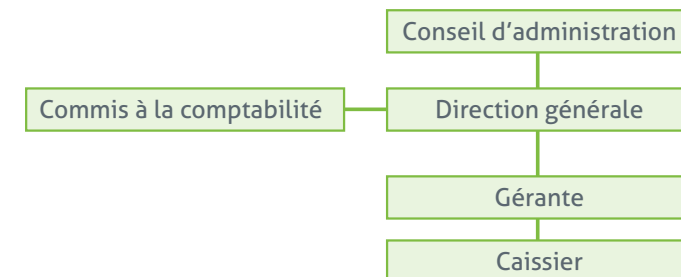 Conseil d'administration
Commis à la comptabilité
Direction générale
Gérante
Caissier